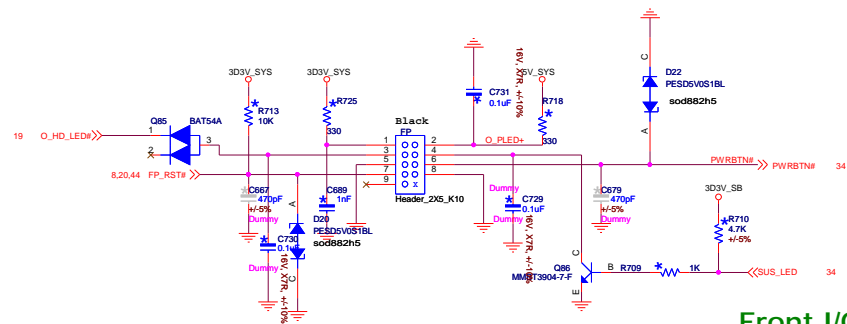 3D3V_SYS
3D3V_SYS
5V_SYS
16V, X7R, +/-10%
C731
0.1uF
R718
330
C
D22
PESD5V0S1BL
sod882h5
A
Q85
BAT54A
R713
10K
R725
330
Black
FP
19 O_HD_LED#
1
2
3
1 2
3 4
5 6
7 8
9 x
O_PLED+
PWRBTN#
PWRBTN# 34
8,20,44 FP_RST#
Header_2X5_K10
C667
470pF
+/-5%
Dummy
A
C689
1nF
D20
PESD5V0S1BL
sod882h5
C
C730
0.1uF
Dummy
16V, X7R, +/-10%
Dummy
C729
0.1uF
Dummy
16V, X7R, +/-10%
C679
470pF
+/-5%
Dummy
3D3V_SB
R710
4.7K
+/-5%
C
Q86
MMBT3904-7-F
B
E
R709
1K
SUS_LED 34